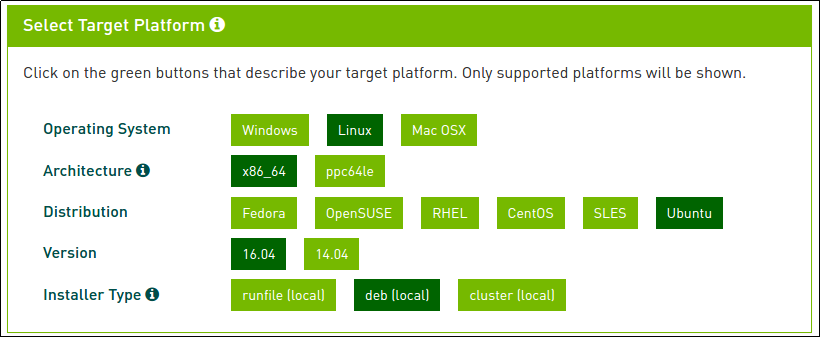 Select Target Platform
Click on the green buttons that describe your target platform. Only supported platforms will be shown.
Operating System Windows Linux Mac OSX
Architecture x86_64 ppc64le
Distribution Fedora OpenSUSE RHEL CentOS SLES Ubuntu
Version 16.04 14.04
Installer Type runfile (local) deb (local) cluster (local)